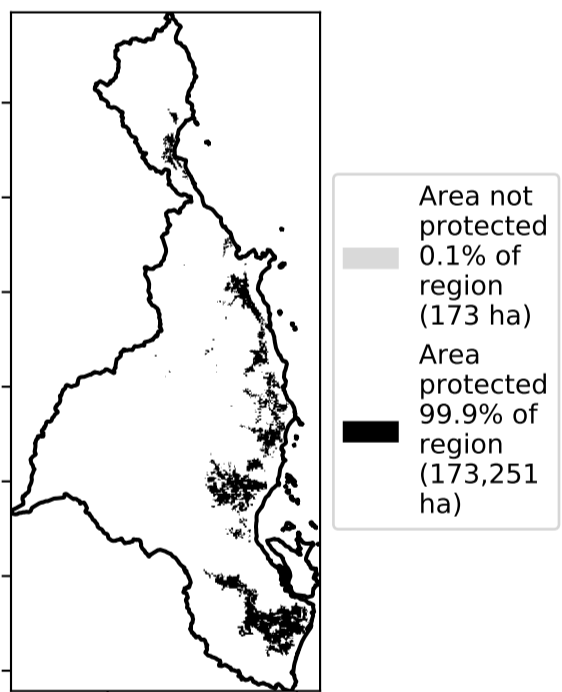 Area not
protected
0.1% of
region
(173 ha)
Area
protected
99.9% of
region
(173,251
ha)